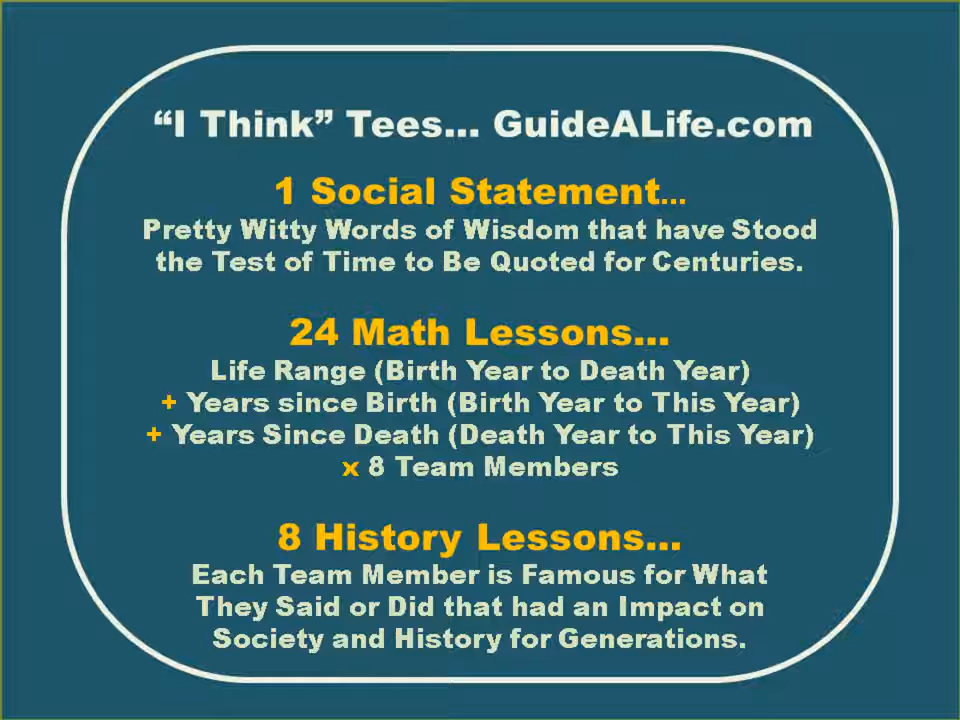 “I Think” Tees... GuideALife.com
1 Social Statement...
Pretty Witty Words of Wisdom that have Stood
the Test of Time to Be Quoted for Centuries.
24 Math Lessons...
Life Range (Birth Year to Death Year)
+ Years since Birth (Birth Year to This Year)
+ Years Since Death (Death Year to This Year)
x 8 Team Members
8 History Lessons...
Each Team Member is Famous for What
They Said or Did that had an Impact on
Society and History for Generations.